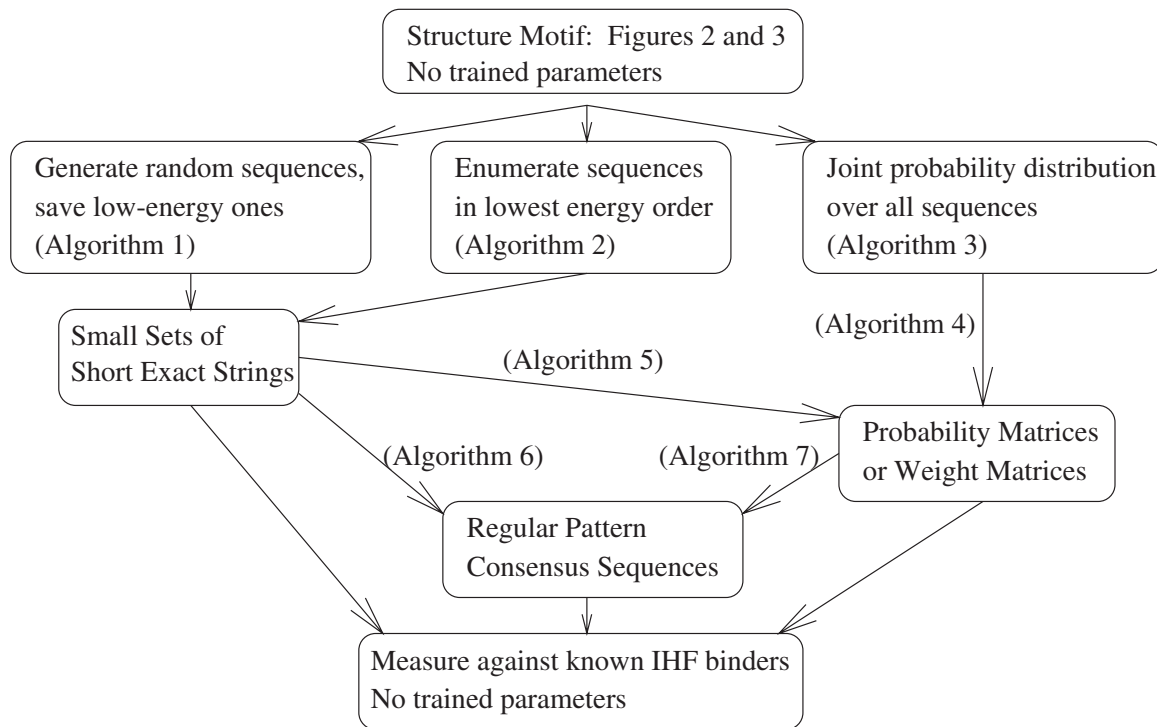 Structure Motif: Figures 2 and 3
No trained parameters
Generate random sequences,
save low-energy ones
(Algorithm 1)
Enumerate sequences
in lowest energy order
(Algorithm 2)
Joint probability distribution
over all sequences
(Algorithm 3)
Small Sets of
Short Exact Strings
(Algorithm 4)
(Algorithm 5)
Probability Matrices
or Weight Matrices
(Algorithm 6)
(Algorithm 7)
Regular Pattern
Consensus Sequences
Measure against known IHF binders
No trained parameters